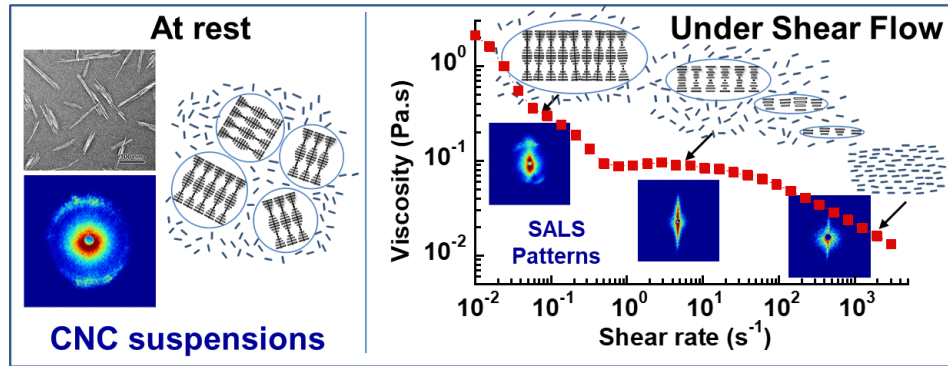 At rest
CNC suspensions
Under Shear Flow
Viscosity (Pa.s)
10⁰
10⁻¹
10⁻²
SALS
Patterns
10⁻² 10⁻¹ 10⁰ 10¹ 10² 10³
Shear rate (s⁻¹)